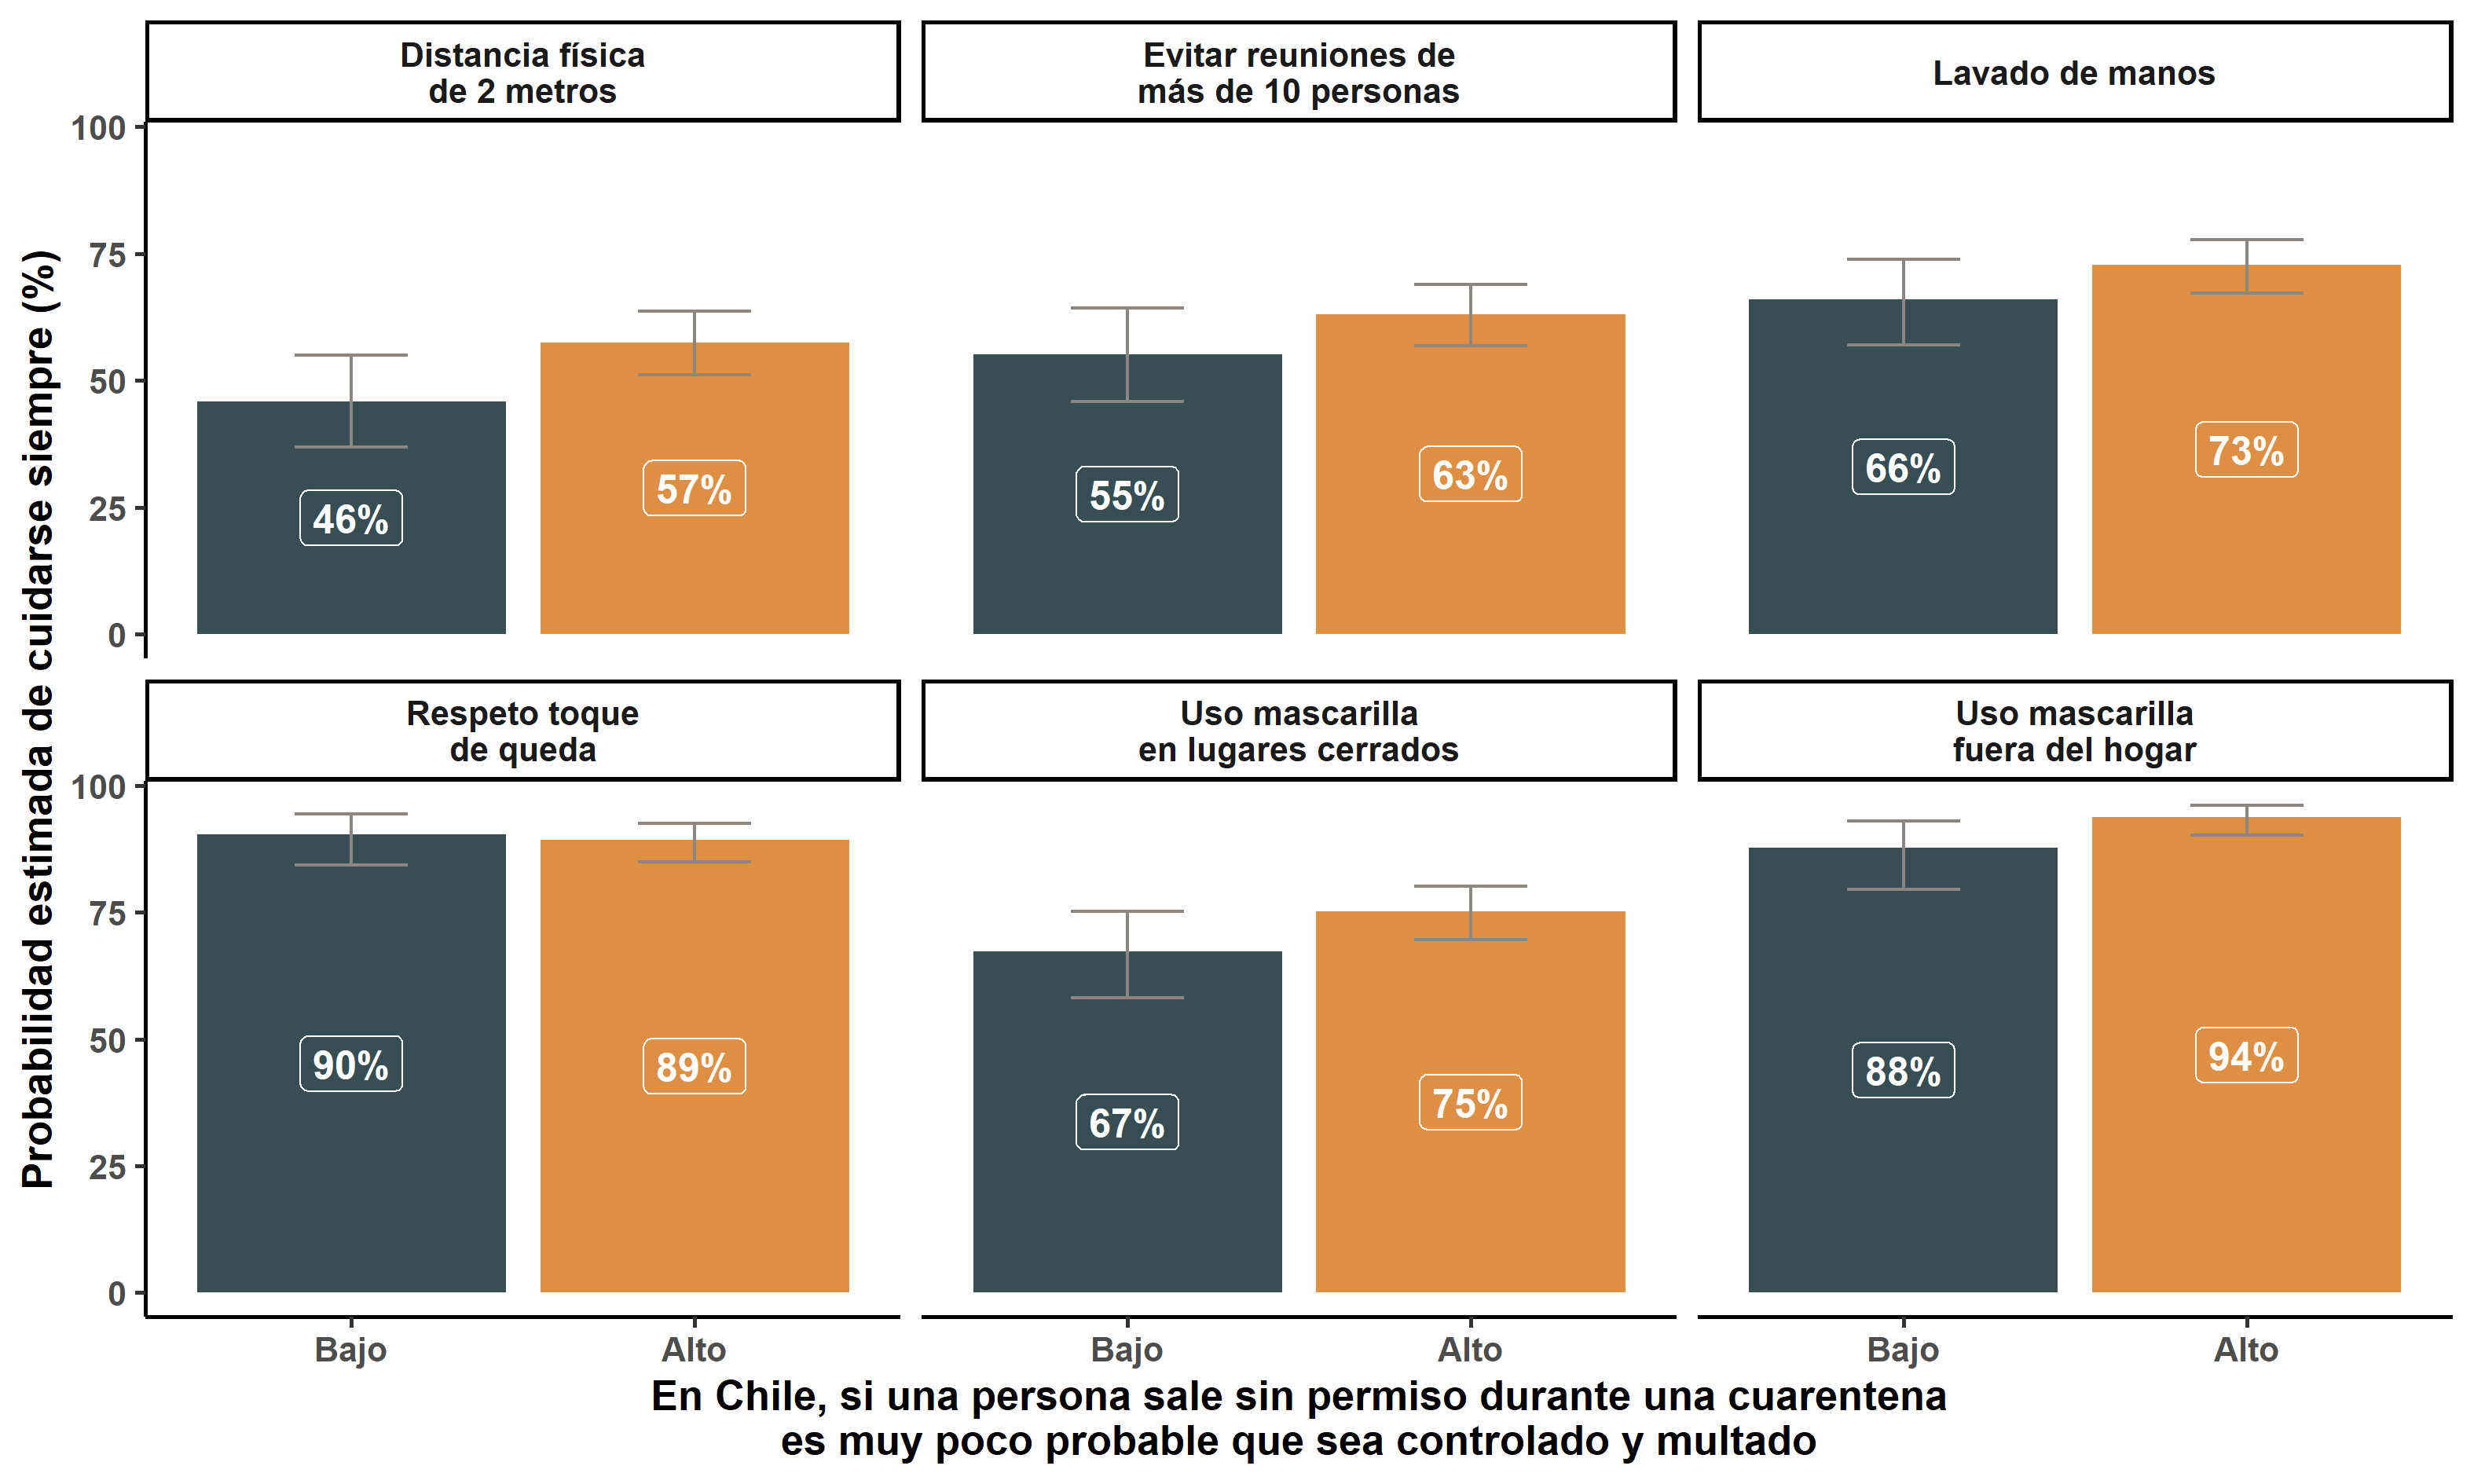 Distancia física
de 2 metros
Evitar reuniones de
más de 10 personas
Lavado de manos
Probabilidad estimada de cuidarse siempre (%)
100
75
50
25
0
46%
57%
55%
63%
66%
73%
Respeto toque
de queda
Uso mascarilla
en lugares cerrados
Uso mascarilla
fuera del hogar
100
75
50
25
0
90%
89%
67%
75%
88%
94%
Bajo
Alto
Bajo
Alto
Bajo
Alto
En Chile, si una persona sale sin permiso durante una cuarentena
es muy poco probable que sea controlado y multado